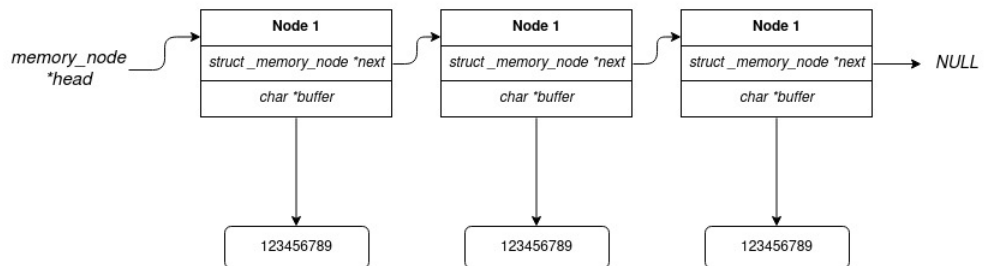 memory_node
*head
Node 1
struct _memory_node *next
char *buffer
123456789
Node 1
struct _memory_node *next
char *buffer
123456789
Node 1
struct _memory_node *next
char *buffer
123456789
NULL